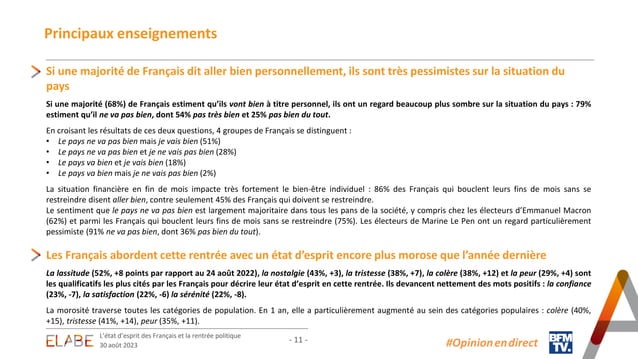 Principaux enseignements
Si une majorité de Français dit aller bien personnellement, ils sont très pessimistes sur la situation du
pays
Si une majorité (68%) de Français estiment qu’ils vont bien à titre personnel, ils ont un regard beaucoup plus sombre sur la situation du pays : 79%
estiment qu’il ne va pas bien, dont 54% pas très bien et 25% pas bien du tout.
En croisant les résultats de ces deux questions, 4 groupes de Français se distinguent :
• Le pays ne va pas bien mais je vais bien (51%)
• Le pays ne va pas bien et je ne vais pas bien (28%)
• Le pays va bien et je vais bien (18%)
• Le pays va bien mais je ne vais pas bien (2%)
La situation financière en fin de mois impacte très fortement le bien-être individuel : 86% des Français qui bouclent leurs fins de mois sans se
restreindre disent aller bien, contre seulement 45% des Français qui doivent se restreindre.
Le sentiment que le pays ne va pas bien est largement majoritaire dans tous les pans de la société, y compris chez les électeurs d’Emmanuel Macron
(62%) et parmi les Français qui bouclent leurs fins de mois sans se restreindre (75%). Les électeurs de Marine Le Pen ont un regard particulièrement
pessimiste (91% ne va pas bien, dont 36% pas bien du tout).
Les Français abordent cette rentrée avec un état d’esprit encore plus morose que l’année dernière
La lassitude (52%, +8 points par rapport au 24 août 2022), la nostalgie (43%, +3), la tristesse (38%, +7), la colère (38%, +12) et la peur (29%, +4) sont
les qualificatifs les plus cités par les Français pour décrire leur état d’esprit en cette rentrée. Ils devancent nettement des mots positifs : la confiance
(23%, -7), la satisfaction (22%, -6) la sérénité (22%, -8).
La morosité traverse toutes les catégories de population. En 1 an, elle a particulièrement augmenté au sein des catégories populaires : colère (40%,
+15), tristesse (41%, +14), peur (35%, +11).
ELABE
L’état d’esprit des Français et la rentrée politique
30 août 2023
- 11 -
#Opinion en direct
BFM
TV.